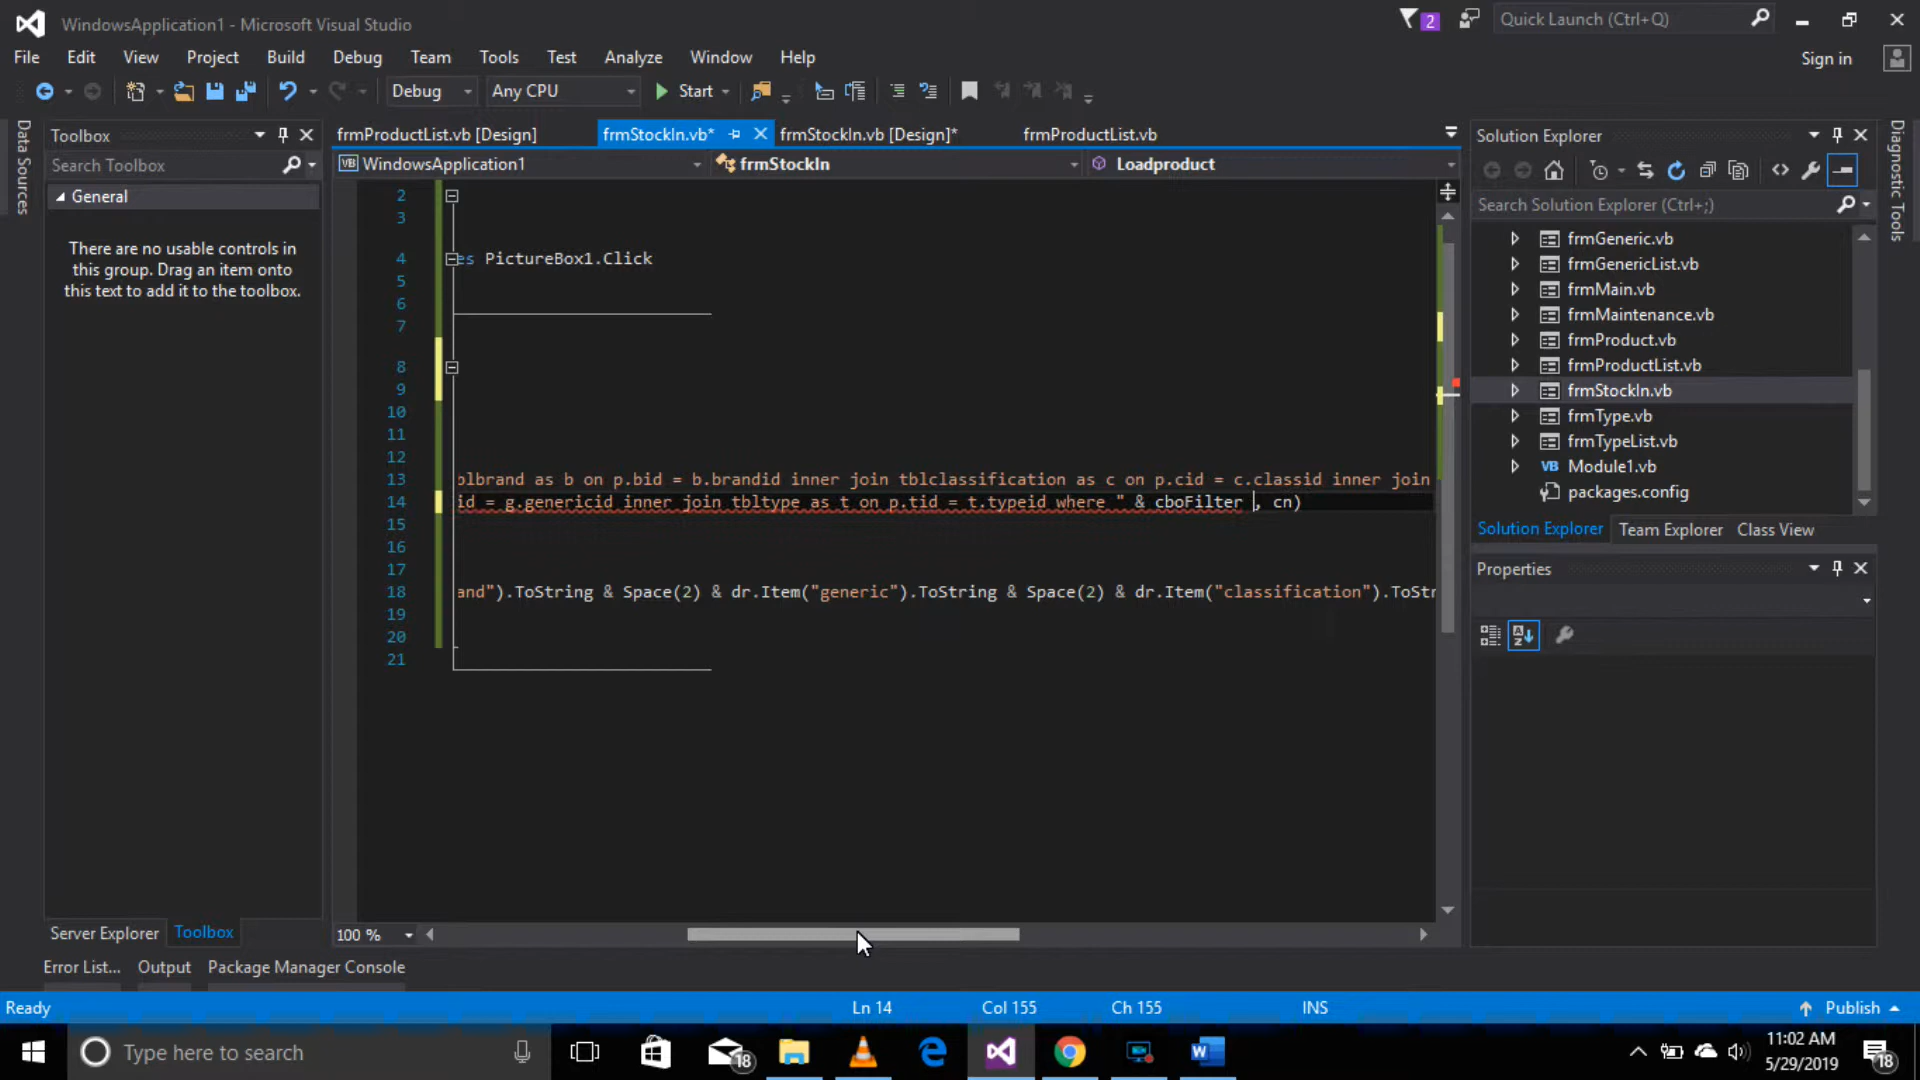 WindowsApplication1 - Microsoft Visual Studio
2
Quick Launch (Ctrl+Q)
File Edit View Project Build Debug Team Tools Test Analyze Window Help
Sign in
Debug Any CPU Start
Data Sources
Toolbox
Search Toolbox
General
There are no usable controls in
this group. Drag an item onto
this text to add it to the toolbox.
Server Explorer Toolbox
frmProductList.vb [Design] frmStockIn.vb* frmStockIn.vb [Design]* frmProductList.vb
VB WindowsApplication1 frmStockIn Loadproduct
2
3
4 es PictureBox1.Click
5
6
7
8
9
10
11
12
13 olbrand as b on p.bid = b.brandid inner join tblclassification as c on p.cid = c.classid inner join
14 id = g.genericid inner join tbltype as t on p.tid = t.typeid where " & cboFilter , cn)
15
16
17
18 and").ToString & Space(2) & dr.Item("generic").ToString & Space(2) & dr.Item("classification").ToStr
19
20
21
100 %
Solution Explorer
Search Solution Explorer (Ctrl+;)
frmGeneric.vb
frmGenericList.vb
frmMain.vb
frmMaintenance.vb
frmProduct.vb
frmProductList.vb
frmStockIn.vb
frmType.vb
frmTypeList.vb
VB Module1.vb
packages.config
Solution Explorer Team Explorer Class View
Properties
Diagnostic Tools
Error List... Output Package Manager Console
Ready Ln 14 Col 155 Ch 155 INS Publish
Type here to search
18
W
11:02 AM
5/29/2019
18